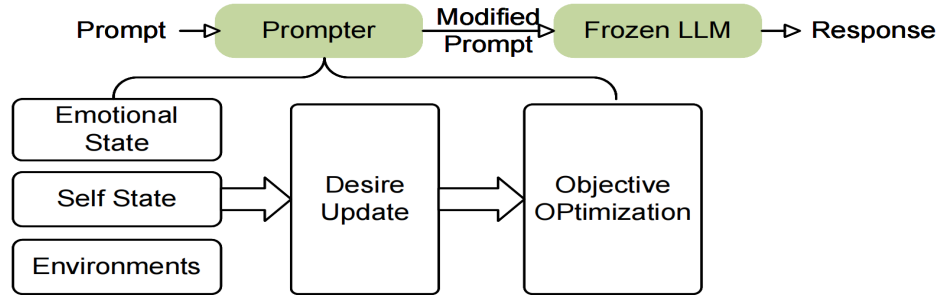 Prompt
Prompter
Modified
Prompt
Frozen LLM
Response
Emotional
State
Self State
Environments
Desire
Update
Objective
OPtimization